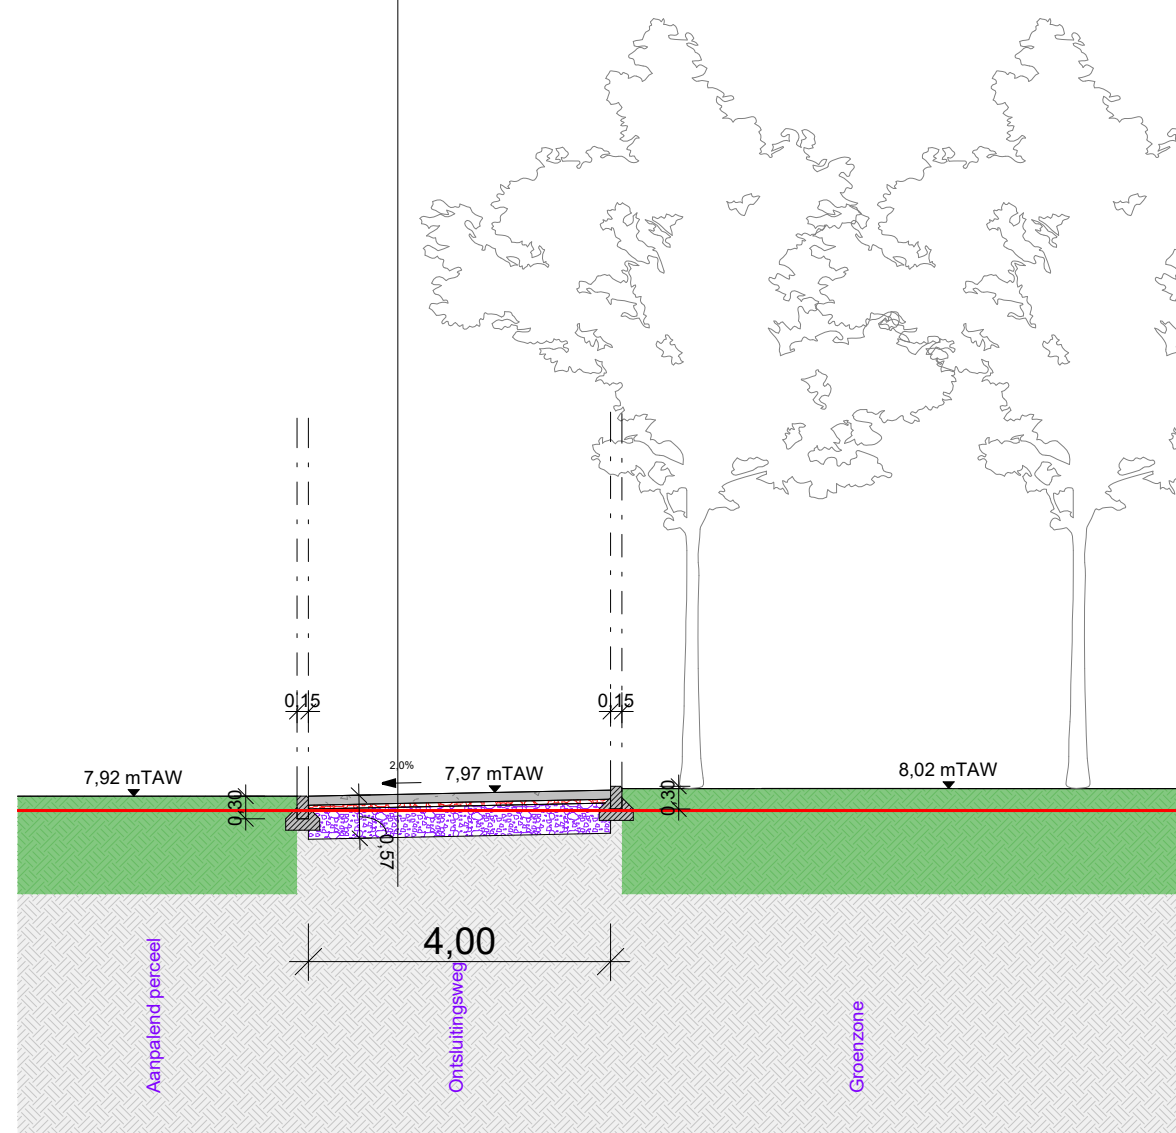 0,15
0,15
2,0%
7,92 mTAW
7,97 mTAW
8,02 mTAW
0,30
0,30
0,57
4,00
Aanpalend perceel
Ontsluitingsweg
Groenzone